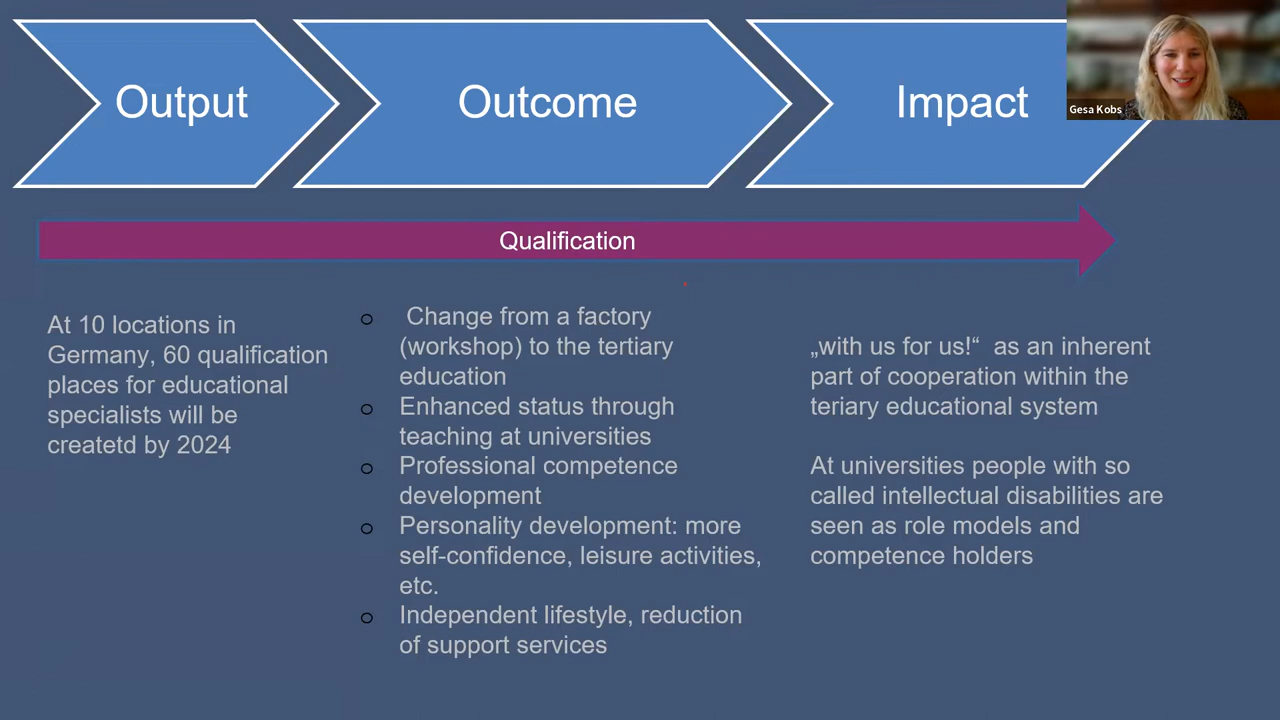 Output
Outcome
Impact
Gesa Kobs
Qualification
At 10 locations in
Germany, 60 qualification
places for educational
specialists will be
createtd by 2024
o Change from a factory
(workshop) to the tertiary
education
o Enhanced status through
teaching at universities
o Professional competence
development
o Personality development: more
self-confidence, leisure activities,
etc.
o Independent lifestyle, reduction
of support services
„with us for us!“ as an inherent
part of cooperation within the
teriary educational system
At universities people with so
called intellectual disabilities are
seen as role models and
competence holders